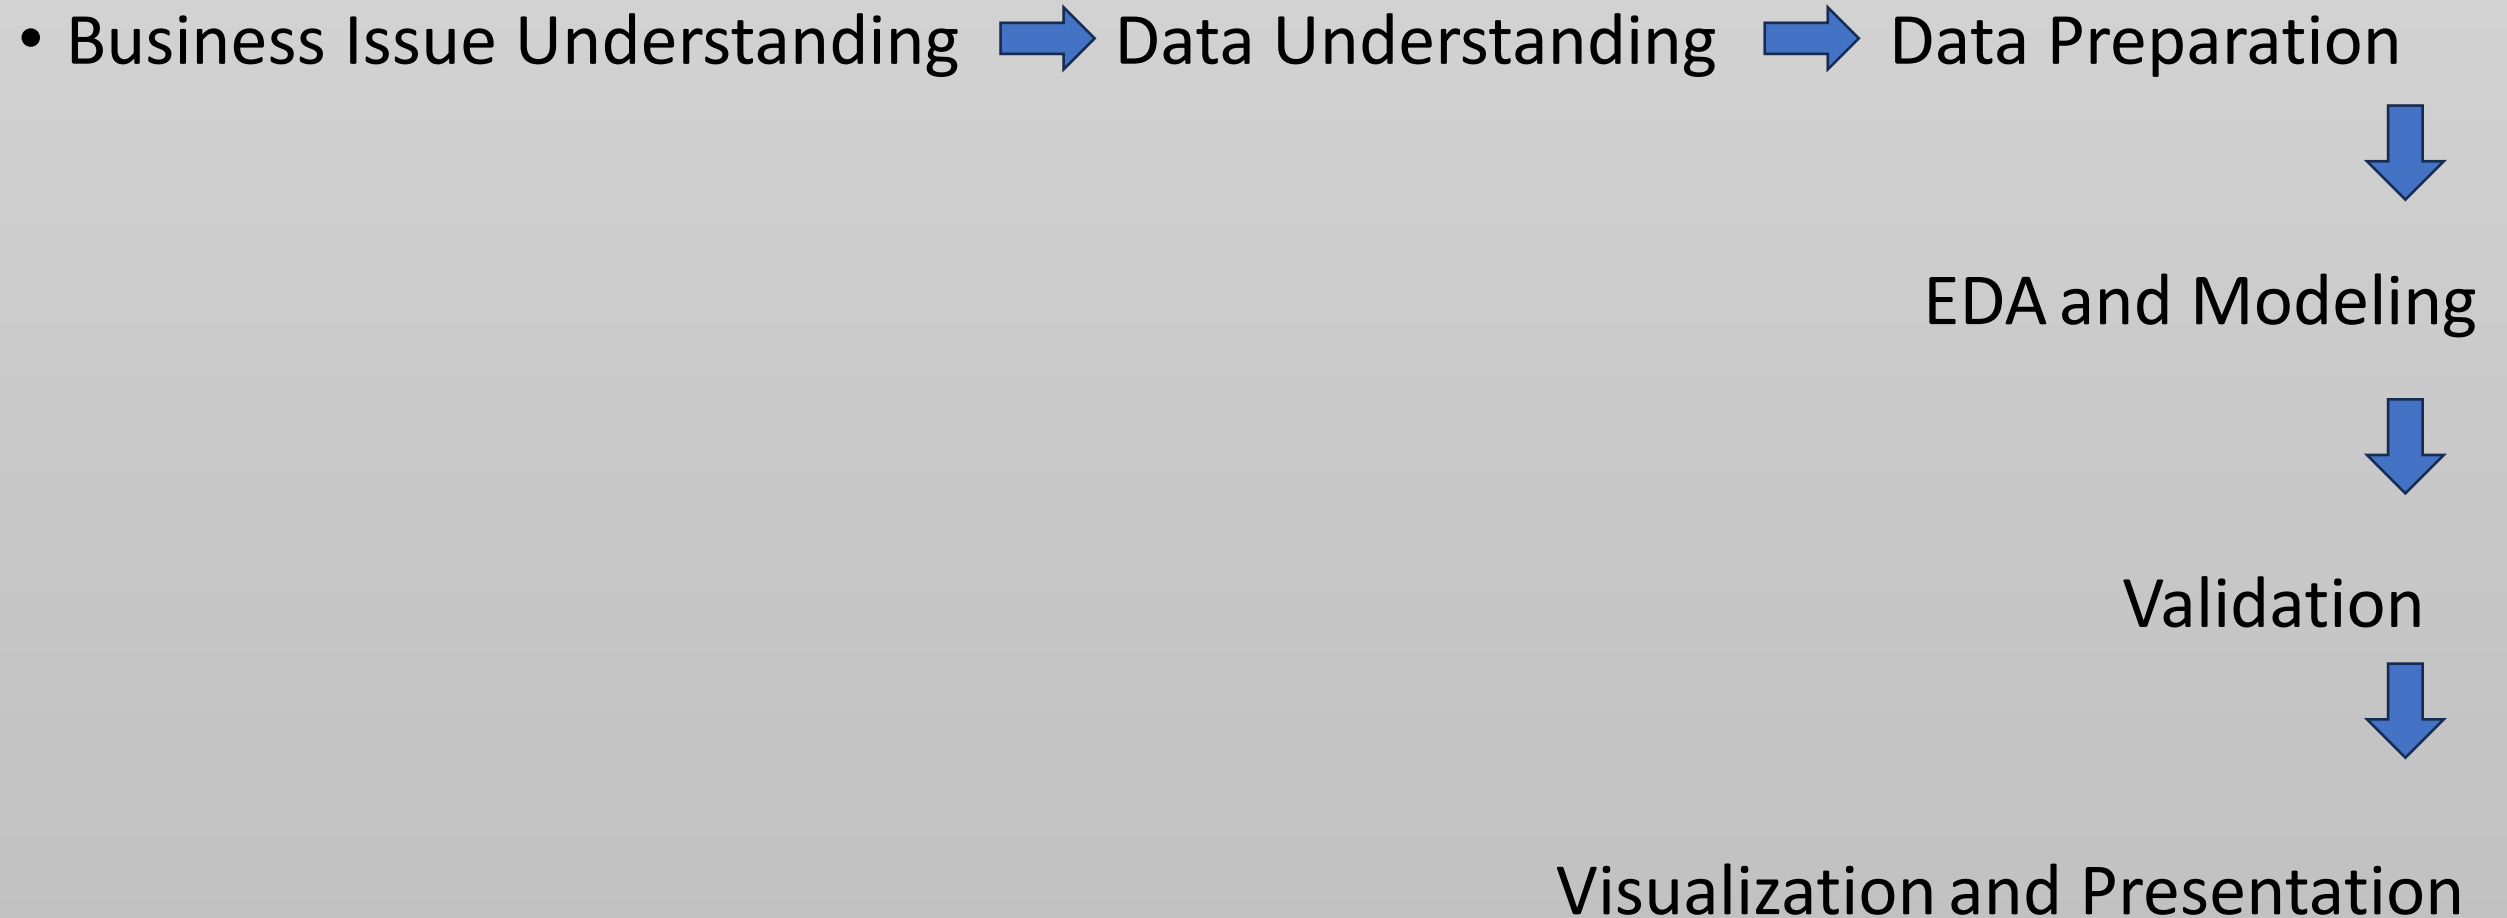 • Business Issue Understanding Data Understanding Data Preparation
EDA and Modeling
Validation
Visualization and Presentation